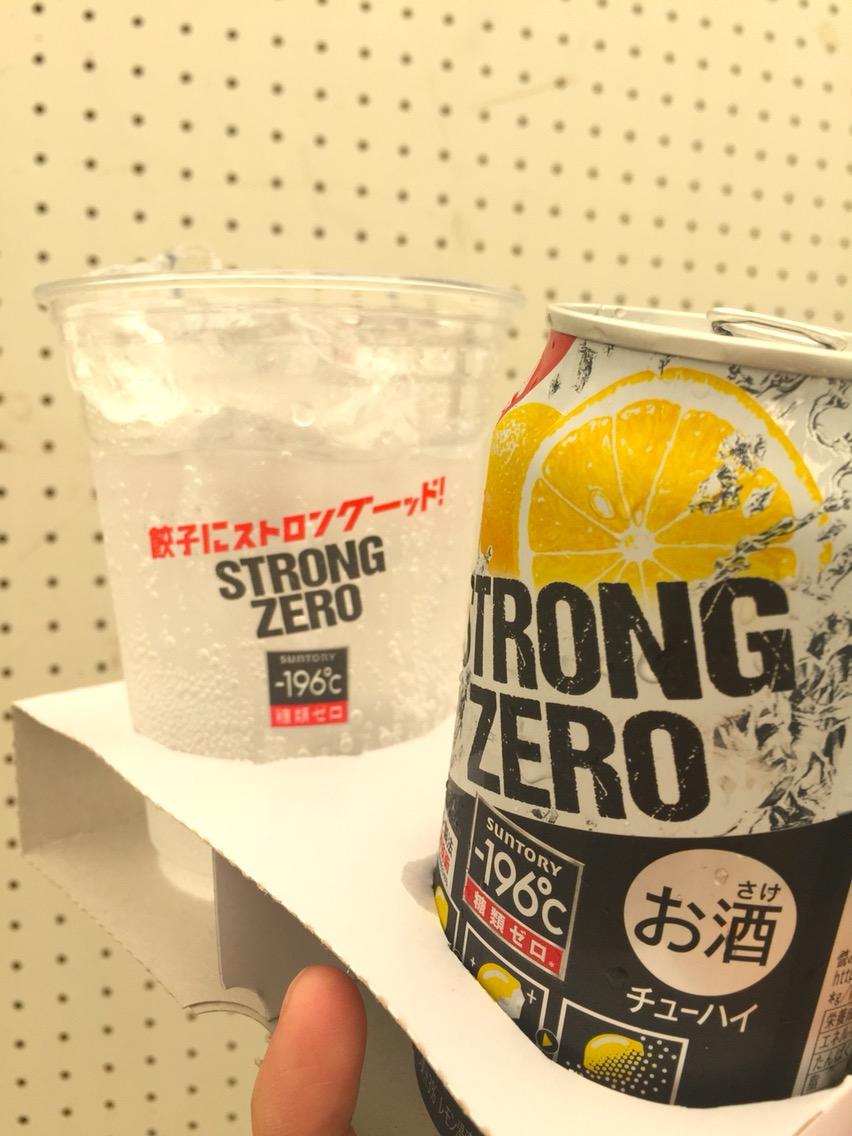 餃子にストロングーッド!
STRONG
ZERO
SUNTORY
-196℃
糖類ゼロ
STRONG
ZERO
SUNTORY
-196℃
糖類ゼロ。
さけ
お酒
チューハイ